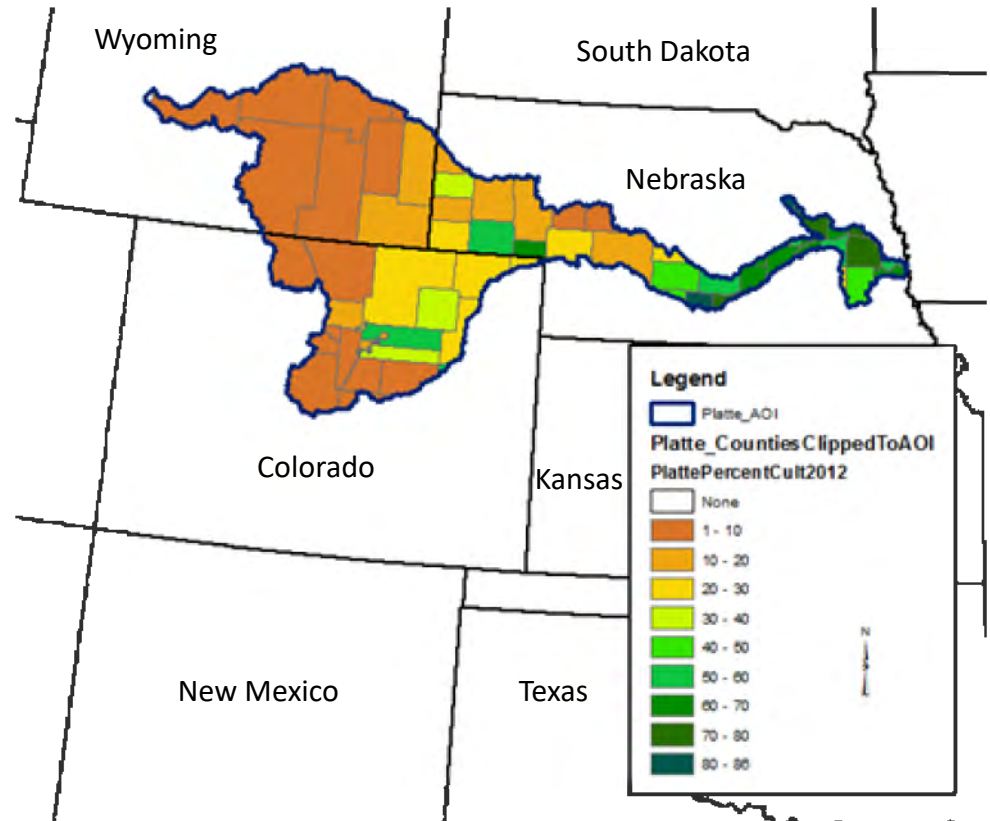 Wyoming
South Dakota
Nebraska
Colorado
Kansas
New Mexico
Texas
Legend
Platte_AOI
Platte_CountiesClippedToAOI
PlattePercentCult2012
None
1 - 10
10 - 20
20 - 30
30 - 40
40 - 50
50 - 60
60 - 70
70 - 80
80 - 86
N